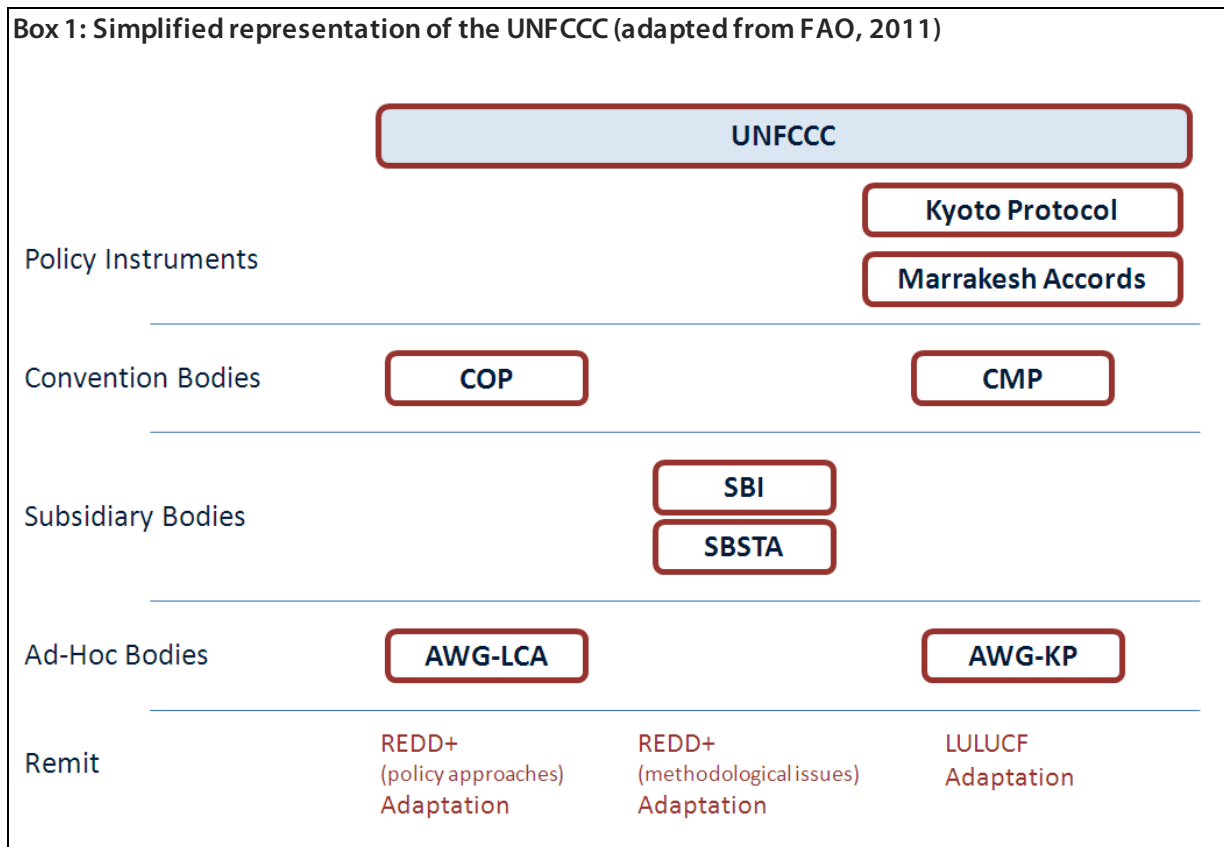 Box 1: Simplified representation of the UNFCCC (adapted from FAO, 2011)
UNFCCC
Kyoto Protocol
Policy Instruments
Marrakesh Accords
Convention Bodies COP CMP
SBI
Subsidiary Bodies
SBSTA
Ad-Hoc Bodies AWG-LCA AWG-KP
REDD+ REDD+ LULUCF
Remit (policy approaches) (methodological issues) Adaptation
Adaptation Adaptation